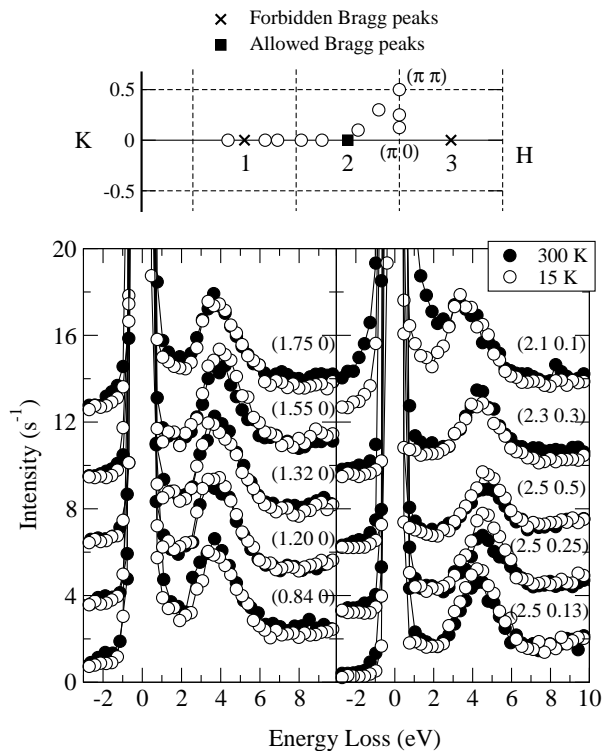 Forbidden Bragg peaks
Allowed Bragg peaks
(π π)
0.5
K
0
(π 0)
1
2
3
H
-0.5
20
16
12
8
4
0
Intensity (s⁻¹)
300 K
15 K
(1.75 0)
(1.55 0)
(1.32 0)
(1.20 0)
(0.84 0)
(2.1 0.1)
(2.3 0.3)
(2.5 0.5)
(2.5 0.25)
(2.5 0.13)
-2 0 2 4 6 8
-2 0 2 4 6 8 10
Energy Loss (eV)